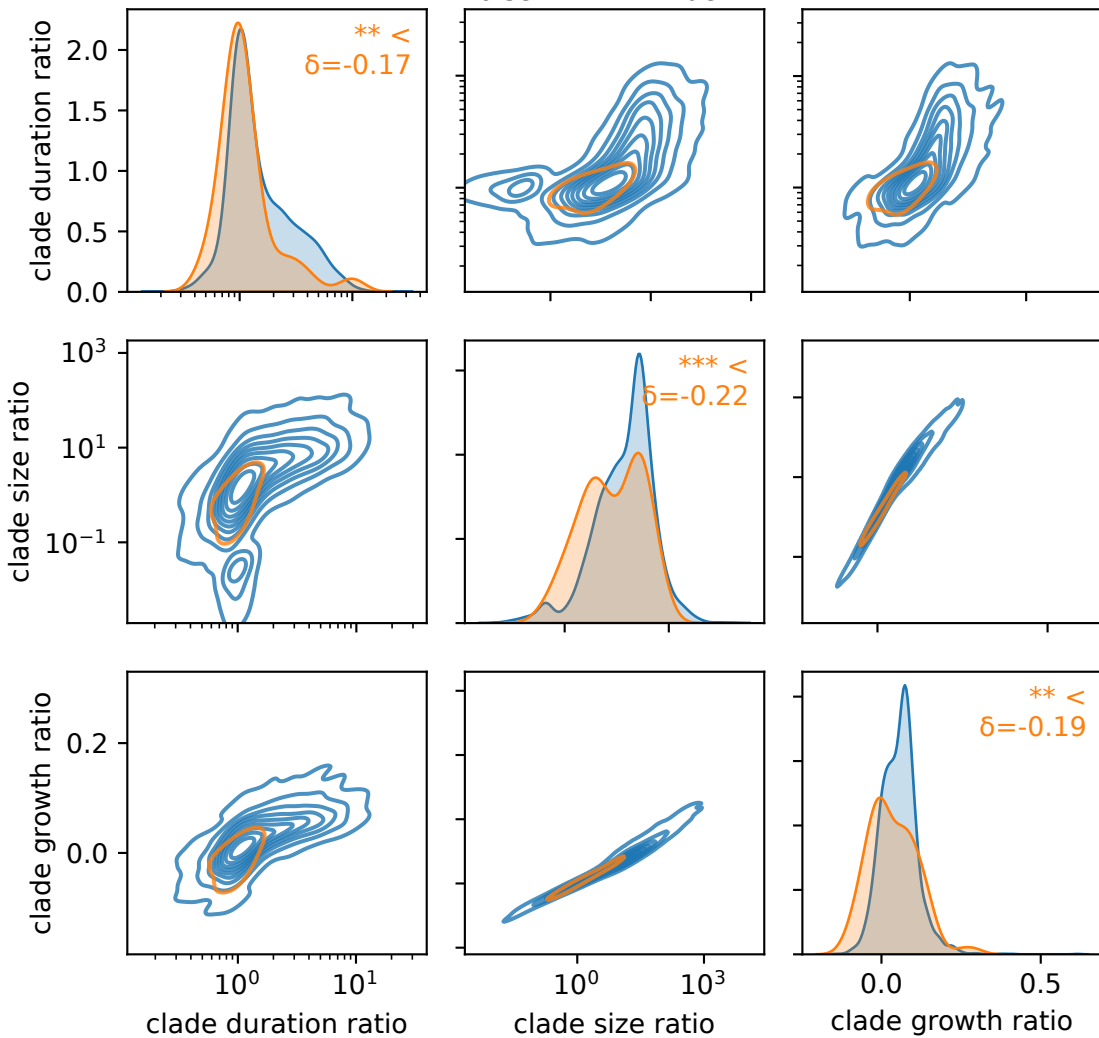 2.0
1.5
1.0
0.5
0.0
clade duration ratio
** <
δ=-0.17
10³
10¹
10⁻¹
clade size ratio
*** <
δ=-0.22
0.2
0.0
clade growth ratio
** <
δ=-0.19
10⁰ 10¹
10⁰ 10³
0.0 0.5
clade duration ratio
clade size ratio
clade growth ratio